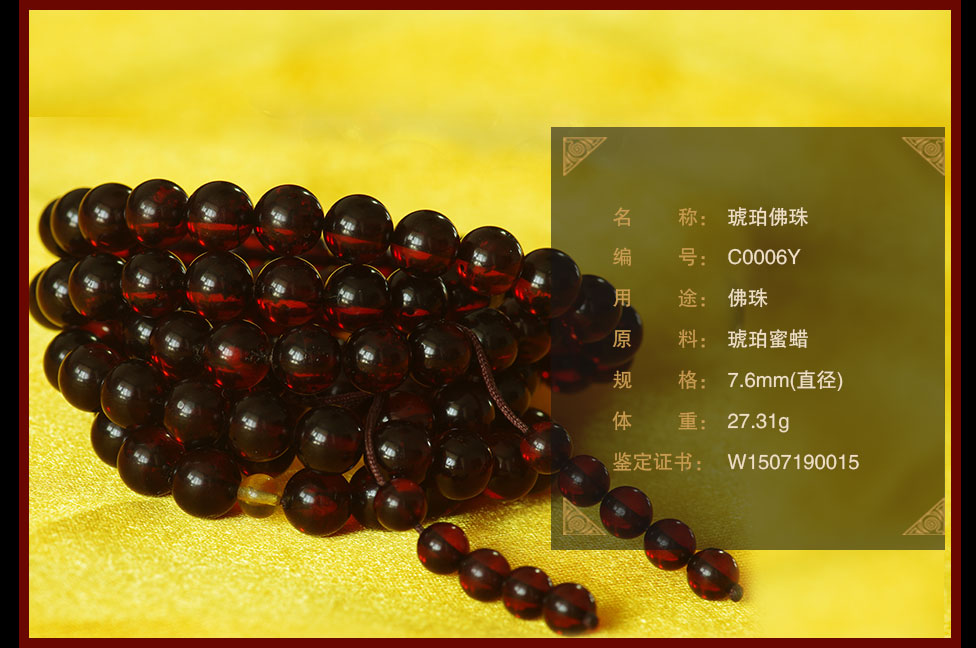 名 称： 琥珀佛珠
编 号： C0006Y
用 途： 佛珠
原 料： 琥珀蜜蜡
规 格： 7.6mm(直径)
体 重： 27.31g
鉴定证书： W1507190015